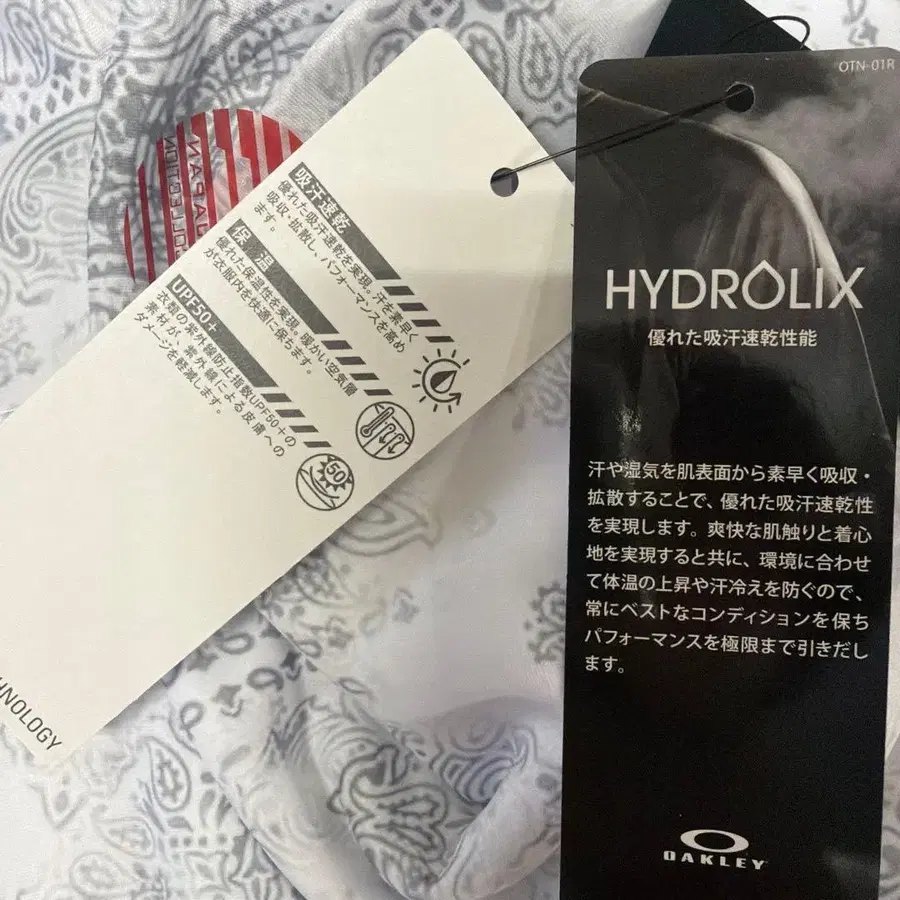 吸汗速乾
優れた吸汗速乾を実現。汗を素早く
吸収、拡散し、パフォーマンスを高め
ます。
保 温
優れた保温性を実現。暖かい空気層
が衣服内を快適に保ちます。
UPF50+
衣類の紫外線防止指数UPF50+の
素材が、紫外線による皮膚への
ダメージを軽減します。
50
HNOLOGY
JAPAN
COLLECTION
OTN-01R
HYDROLIX
優れた吸汗速乾性能
汗や湿気を肌表面から素早く吸収・
拡散することで、優れた吸汗速乾性
を実現します。爽快な肌触りと着心
地を実現すると共に、環境に合わせ
て体温の上昇や汗冷えを防ぐので、
常にベストなコンディションを保ち
パフォーマンスを極限まで引きだし
ます。
OAKLEY